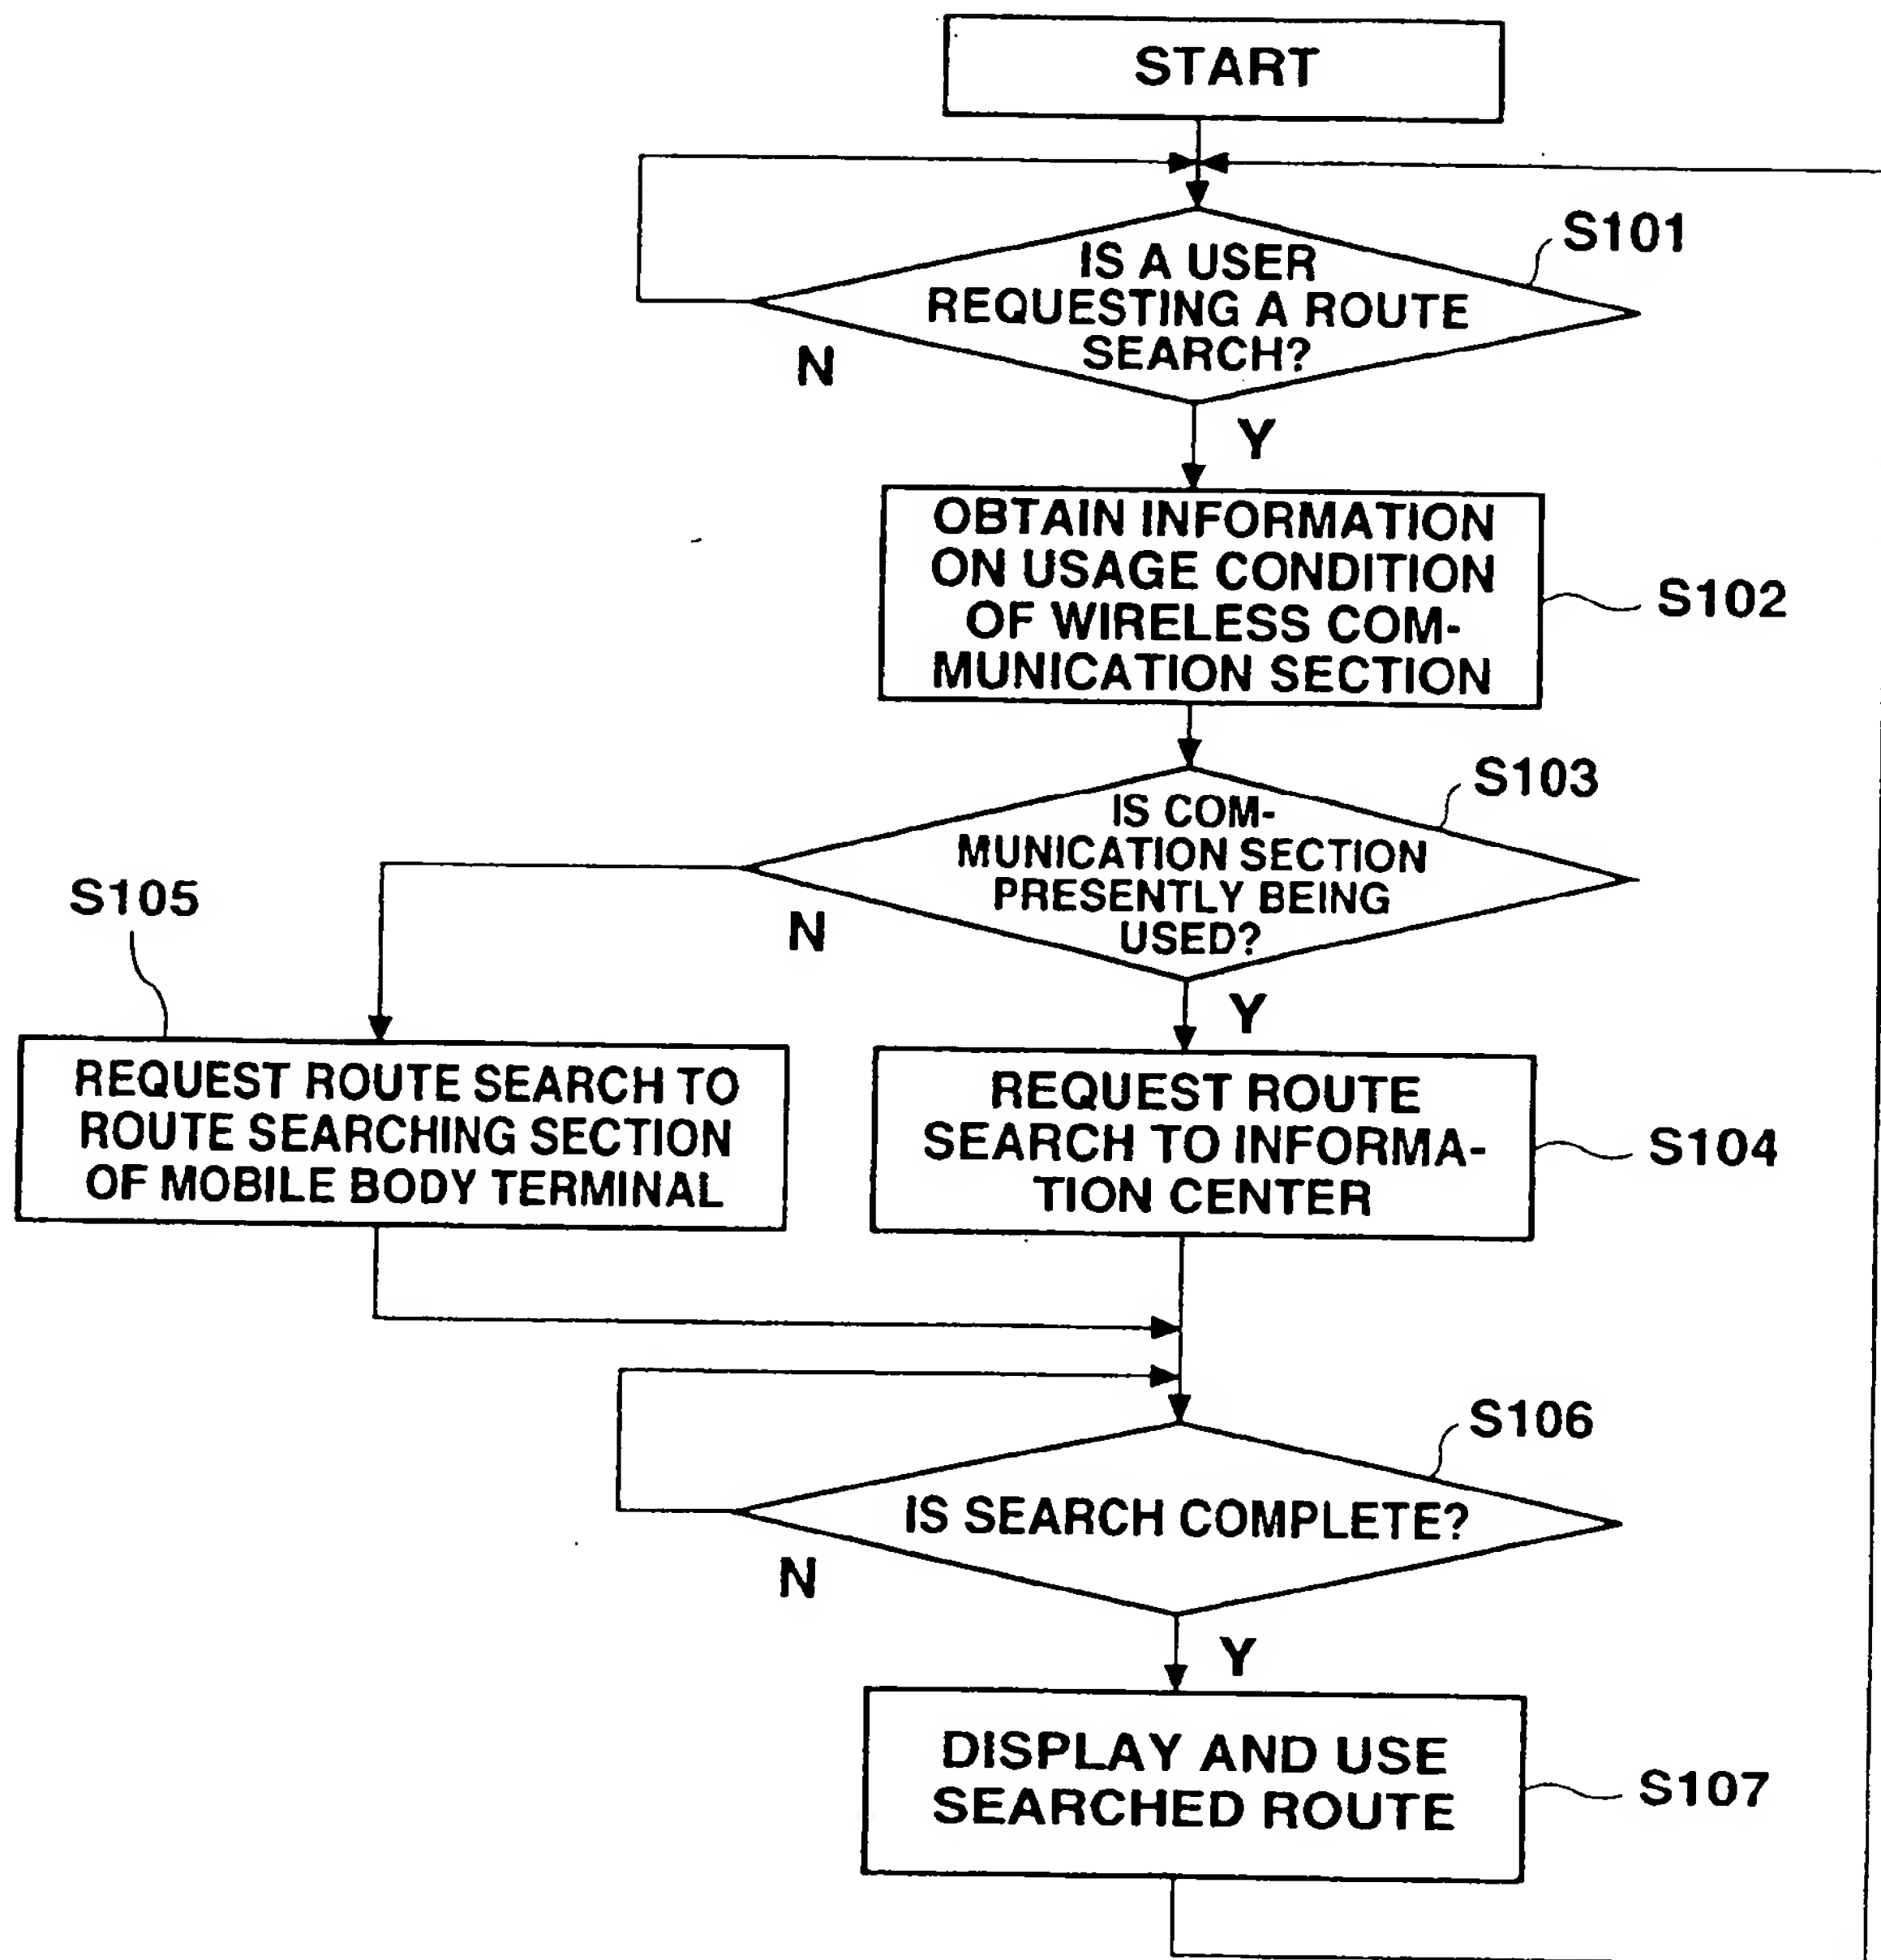 START
S101
IS A USER
REQUESTING A ROUTE
SEARCH?
N
Y
OBTAIN INFORMATION
ON USAGE CONDITION
OF WIRELESS COM-
MUNICATION SECTION
S102
S103
IS COM-
MUNICATION SECTION
PRESENTLY BEING
USED?
N
Y
S105
REQUEST ROUTE SEARCH TO
ROUTE SEARCHING SECTION
OF MOBILE BODY TERMINAL
REQUEST ROUTE
SEARCH TO INFORMA-
TION CENTER
S104
S106
IS SEARCH COMPLETE?
N
Y
DISPLAY AND USE
SEARCHED ROUTE
S107